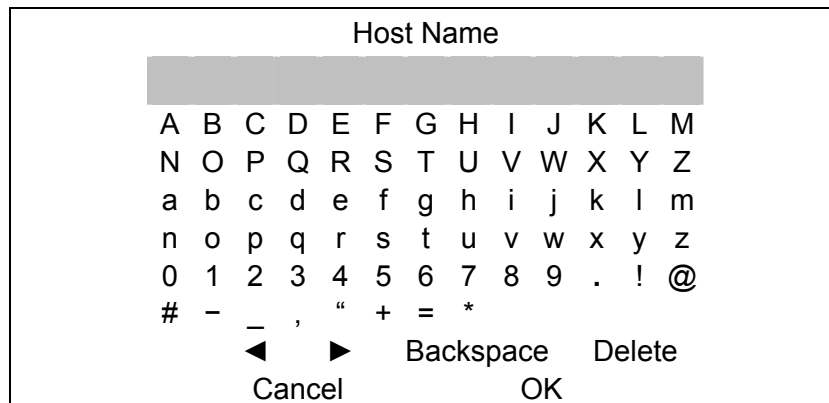 Host Name
A B C D E F G H I J K L M
N O P Q R S T U V W X Y Z
a b c d e f g h i j k l m
n o p q r s t u v w x y z
0 1 2 3 4 5 6 7 8 9 . ! @
# − _ , “ + = *
◄ ► Backspace Delete
Cancel OK